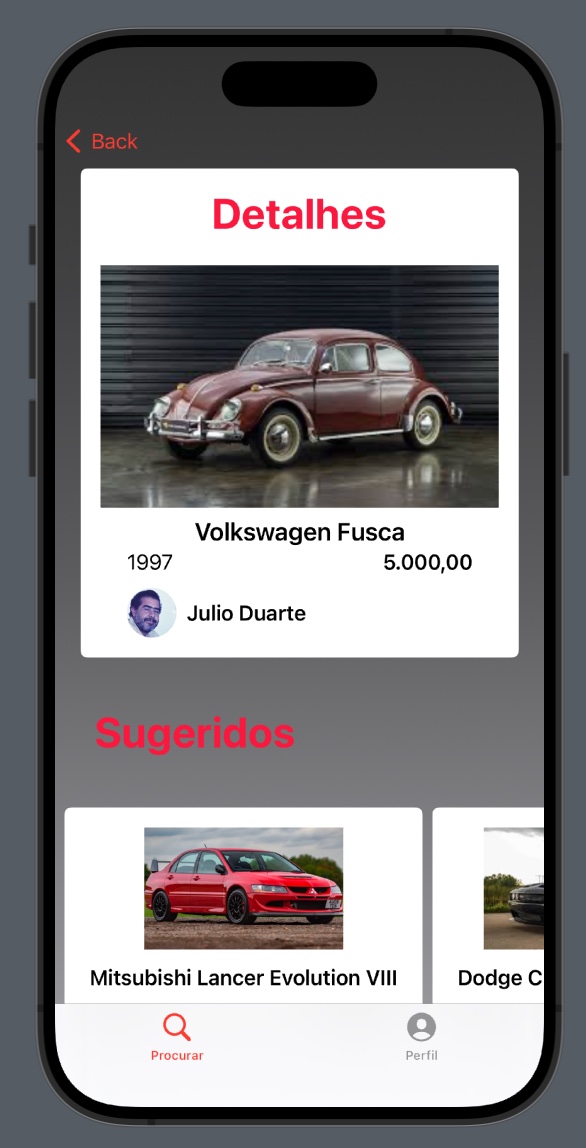 Back
Detalhes
Volkswagen Fusca
1997 5.000,00
Julio Duarte
Sugeridos
Mitsubishi Lancer Evolution VIII
Dodge C
Procurar
Perfil